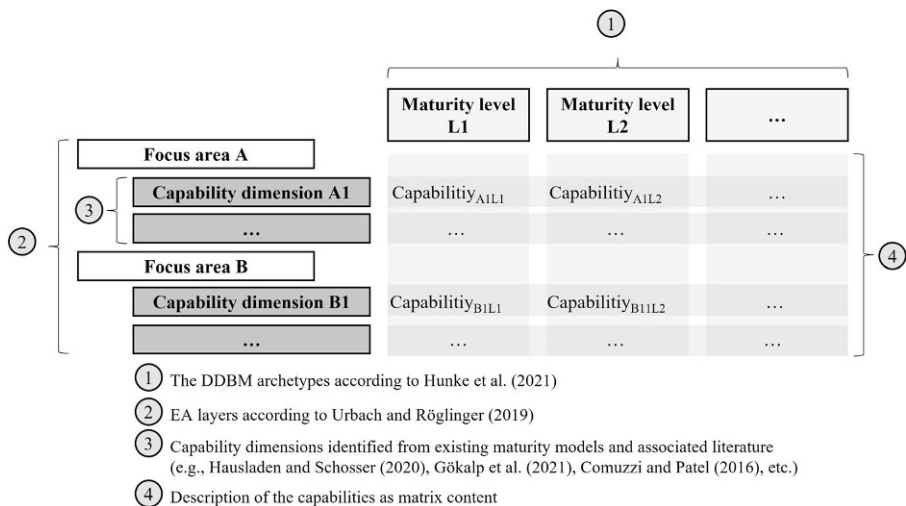 1
Maturity level L1
Maturity level L2
...
Focus area A
Capability dimension A1
Capabilitiy A1L1
Capabilitiy A1L2
...
3
...
...
...
...
2
Focus area B
4
Capability dimension B1
Capabilitiy B1L1
Capabilitiy B11L2
...
...
...
...
...
1 The DDBM archetypes according to Hunke et al. (2021)
2 EA layers according to Urbach and Röglinger (2019)
3 Capability dimensions identified from existing maturity models and associated literature
(e.g., Hausladen and Schosser (2020), Gökalp et al. (2021), Comuzzi and Patel (2016), etc.)
4 Description of the capabilities as matrix content